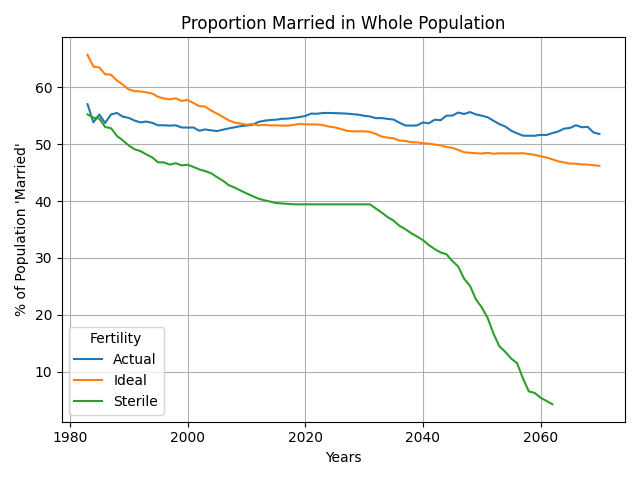 Proportion Married in Whole Population
% of Population 'Married'
60
50
40
30
20
10
Fertility
Actual
Ideal
Sterile
1980
2000
2020
2040
2060
Years